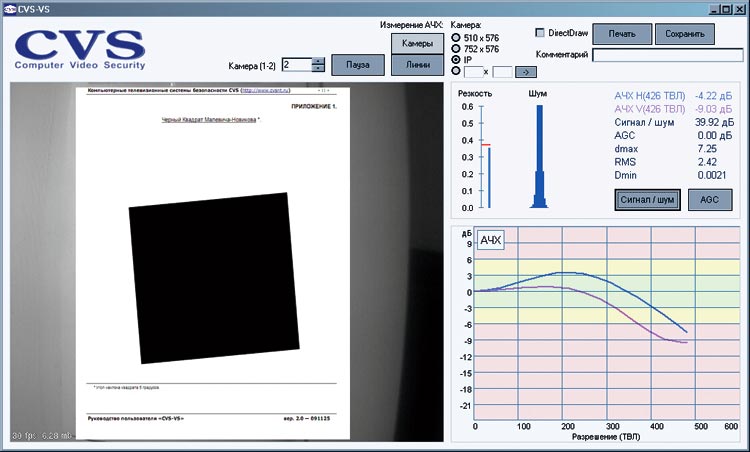 CVS-VS
CVS
Computer Video Security
Камера (1-2)
2
Пауза
Измерение АЧХ:
Камеры
Линии
Камера:
510 x 576
752 x 576
IP
x
->
DirectDraw
Печать
Сохранить
Комментарий
Компьютерные телевизионные системы безопасности CVS (http://www.cvsnt.ru)
ПРИЛОЖЕНИЕ 1.
Черный Квадрат Малевича-Новикова *.
* Угол наклона квадрата 5 градусов.
Руководство пользователя «CVS-VS»
вер. 2.0 – 091125
30 fps 6.28 mb
Резкость
Шум
0.6
0.5
0.4
0.3
0.2
0.1
0.0
АЧХ H(426 ТВЛ) -4.22 дБ
АЧХ V(426 ТВЛ) -9.03 дБ
Сигнал / шум 39.92 дБ
AGC 0.00 дБ
dmax 7.25
RMS 2.42
Dmin 0.0021
Сигнал / шум
AGC
дБ
АЧХ
9
6
3
0
-3
-6
-9
-12
-15
-18
-21
0 100 200 300 400 500 600
Разрешение (ТВЛ)